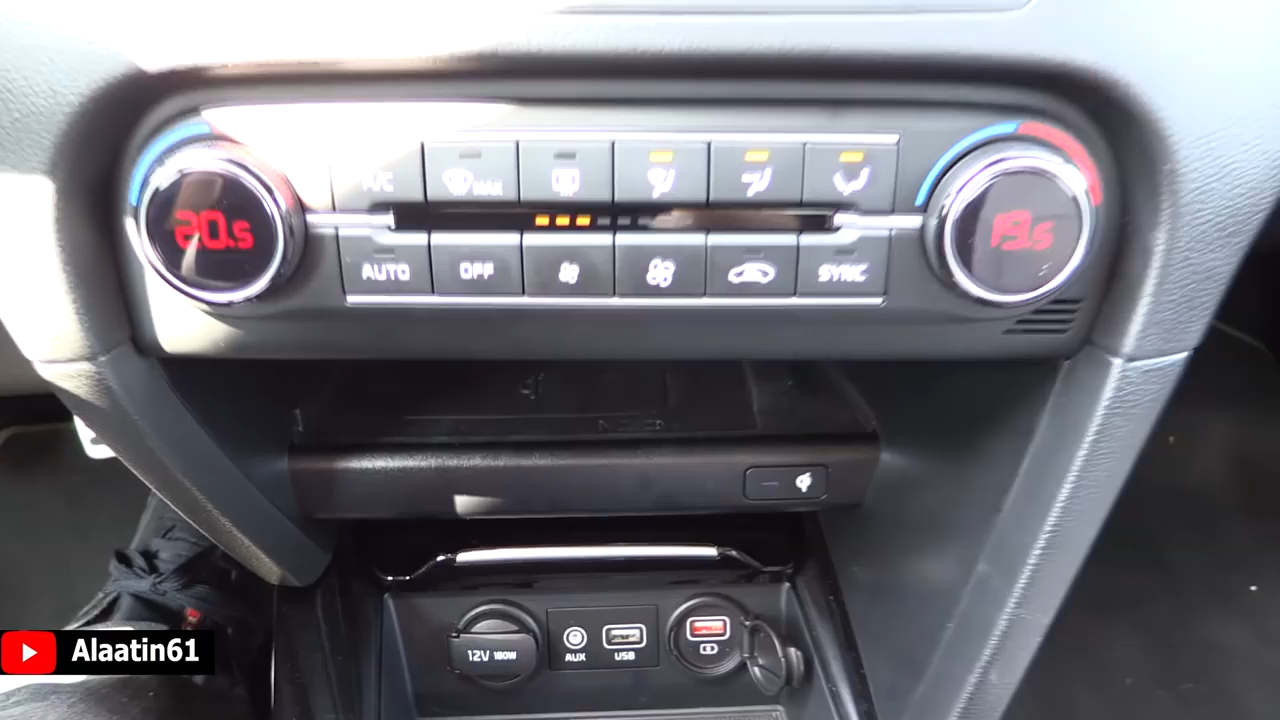 A/C
MAX
20.5
19.5
AUTO
OFF
SYNC
12V 180W
AUX
USB
Alaatin61